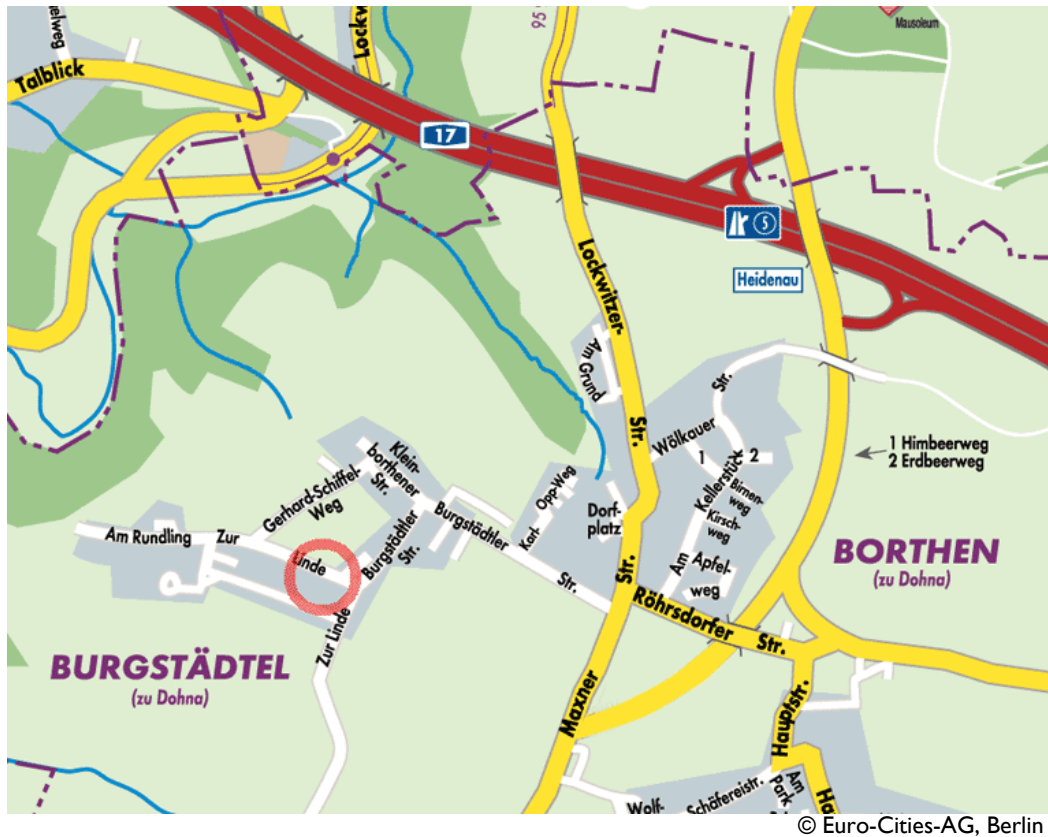 Talblick
Lockwitzer-
Str.
17
5
Mausoleum
95
Heidenau
Am
Grund
Wölkauer
Str.
1
2
1 Himbeerweg
2 Erdbeerweg
Klein-
borthener
Str.
Gerhard-Schiffel-
Weg
Am Rundling
Zur
Linde
Burgstädtler
Str.
Burgstädtler
Str.
Karl-
Opp-Weg
Dorf-
platz
Am
Kellerstück
Birnen-
weg
Kirsch-
weg
Apfel-
weg
BORTHEN
(zu Dohna)
Str.
Röhrsdorfer
Str.
Zur Linde
BURGSTÄDTEL
(zu Dohna)
Maxner
Hauptstr.
Am
Park
Schäfereistr.
Wolf-
© Euro-Cities-AG, Berlin